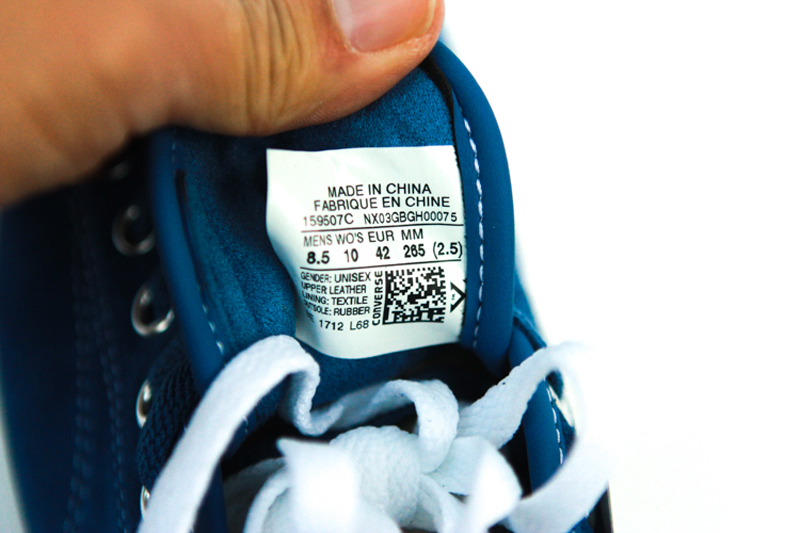 MADE IN CHINA
FABRIQUE EN CHINE
159507C NX03GBGH00075
MENS WO'S EUR MM
8.5 10 42 265 (2.5)
GENDER: UNISEX
UPPER LEATHER
LINING: TEXTILE
OUTSOLE: RUBBER
1712 L68
CONVERSE